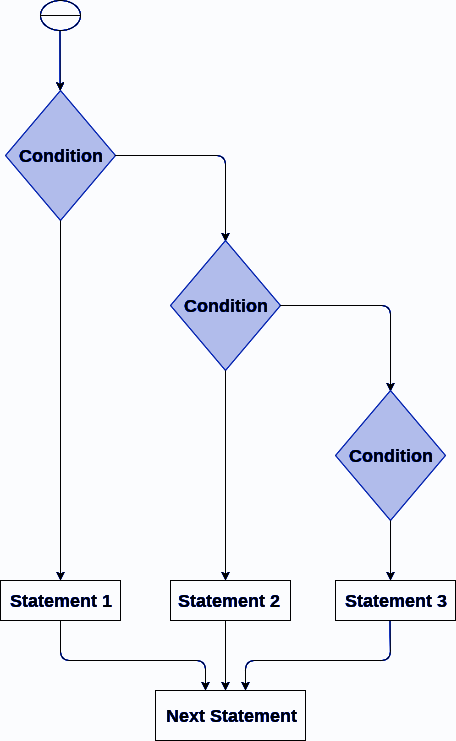 Condition
Condition
Condition
Statement 1
Statement 2
Statement 3
Next Statement